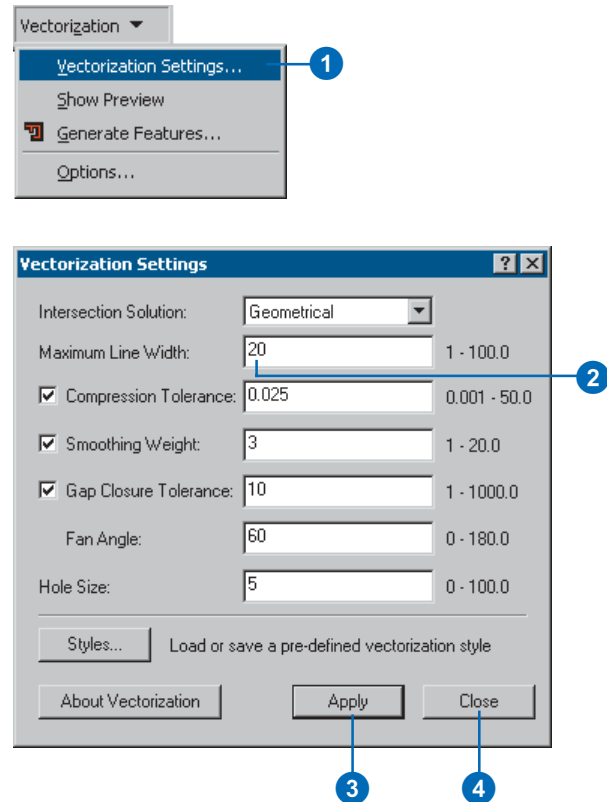 Vectorization
Vectorization Settings...
1
Show Preview
Generate Features...
Options...
Vectorization Settings
Intersection Solution: Geometrical
Maximum Line Width: 20 1 - 100.0
2
Compression Tolerance: 0.025 0.001 - 50.0
Smoothing Weight: 3 1 - 20.0
Gap Closure Tolerance: 10 1 - 1000.0
Fan Angle: 60 0 - 180.0
Hole Size: 5 0 - 100.0
Styles... Load or save a pre-defined vectorization style
About Vectorization Apply Close
3 4